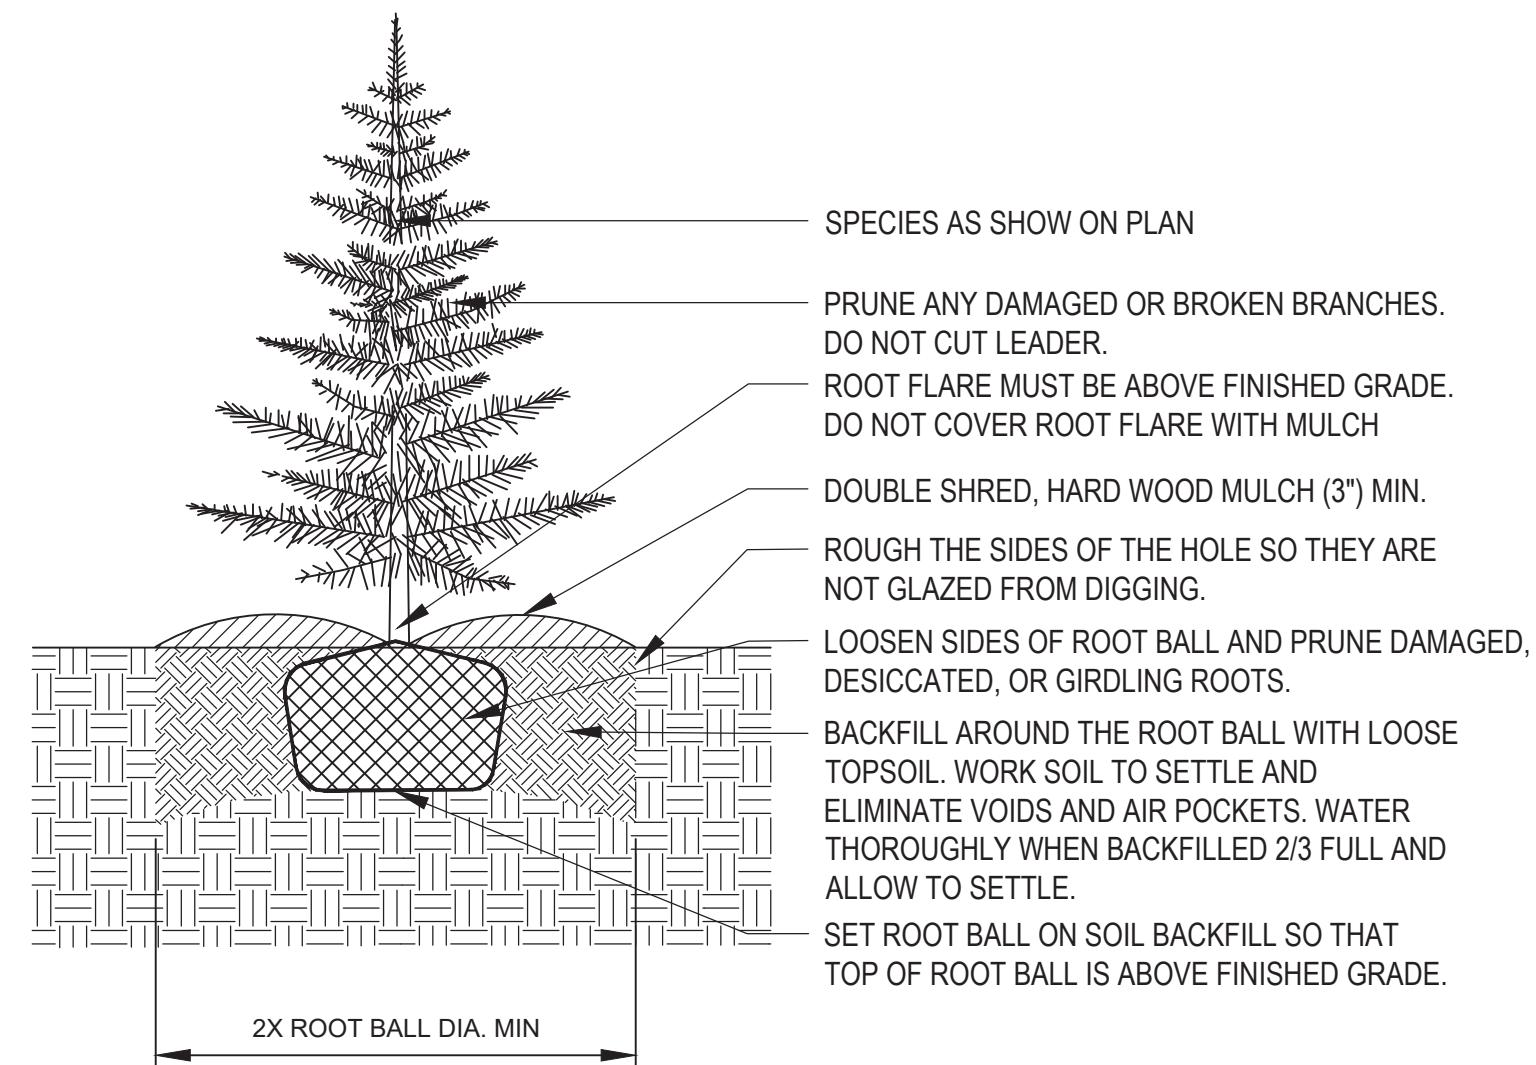 SPECIES AS SHOW ON PLAN
PRUNE ANY DAMAGED OR BROKEN BRANCHES.
DO NOT CUT LEADER.
ROOT FLARE MUST BE ABOVE FINISHED GRADE.
DO NOT COVER ROOT FLARE WITH MULCH
DOUBLE SHRED, HARD WOOD MULCH (3") MIN.
ROUGH THE SIDES OF THE HOLE SO THEY ARE
NOT GLAZED FROM DIGGING.
LOOSEN SIDES OF ROOT BALL AND PRUNE DAMAGED,
DESICCATED, OR GIRDLING ROOTS.
BACKFILL AROUND THE ROOT BALL WITH LOOSE
TOPSOIL. WORK SOIL TO SETTLE AND
ELIMINATE VOIDS AND AIR POCKETS. WATER
THOROUGHLY WHEN BACKFILLED 2/3 FULL AND
ALLOW TO SETTLE.
SET ROOT BALL ON SOIL BACKFILL SO THAT
TOP OF ROOT BALL IS ABOVE FINISHED GRADE.
2X ROOT BALL DIA. MIN